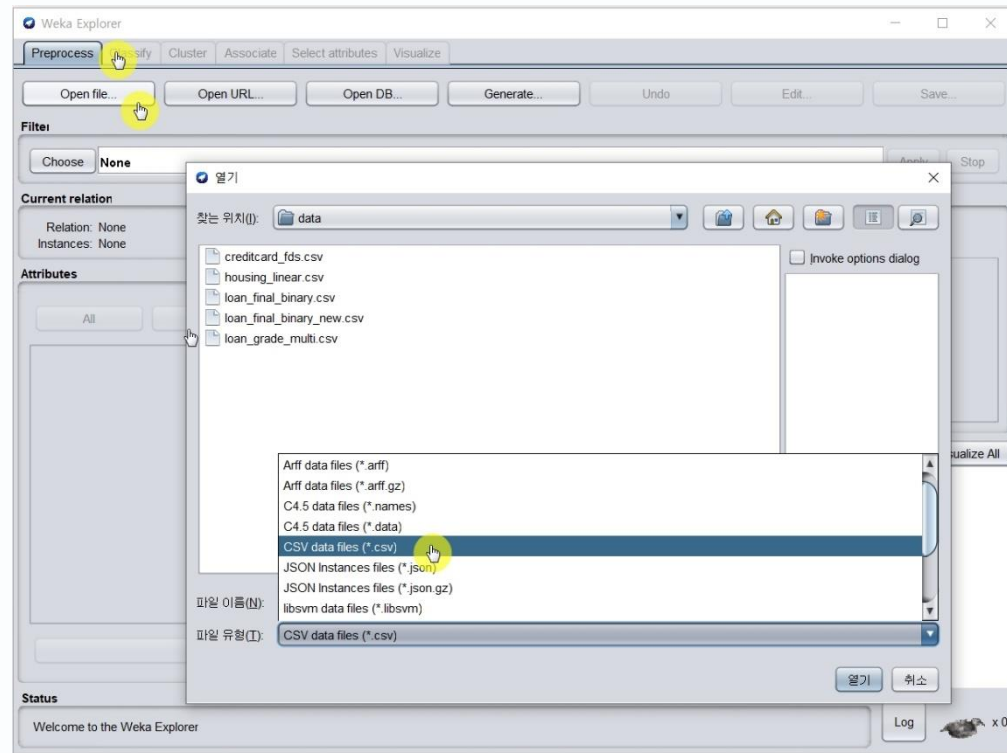 Weka Explorer
Preprocess Classify Cluster Associate Select attributes Visualize
Open file... Open URL... Open DB... Generate... Undo Edit... Save...
Filter
Choose None Apply Stop
열기
Current relation
찾는 위치(I): data
Relation: None
Instances: None
creditcard_fds.csv
Invoke options dialog
Attributes
housing_linear.csv
loan_final_binary.csv
All
loan_final_binary_new.csv
loan_grade_multi.csv
Arff data files (*.arff)
Arff data files (*.arff.gz)
C4.5 data files (*.names)
C4.5 data files (*.data)
CSV data files (*.csv)
JSON Instances files (*.json)
JSON Instances files (*.json.gz)
파일 이름(N): libsvm data files (*.libsvm)
파일 유형(T): CSV data files (*.csv)
ualize All
열기 취소
Status
Welcome to the Weka Explorer
Log x 0